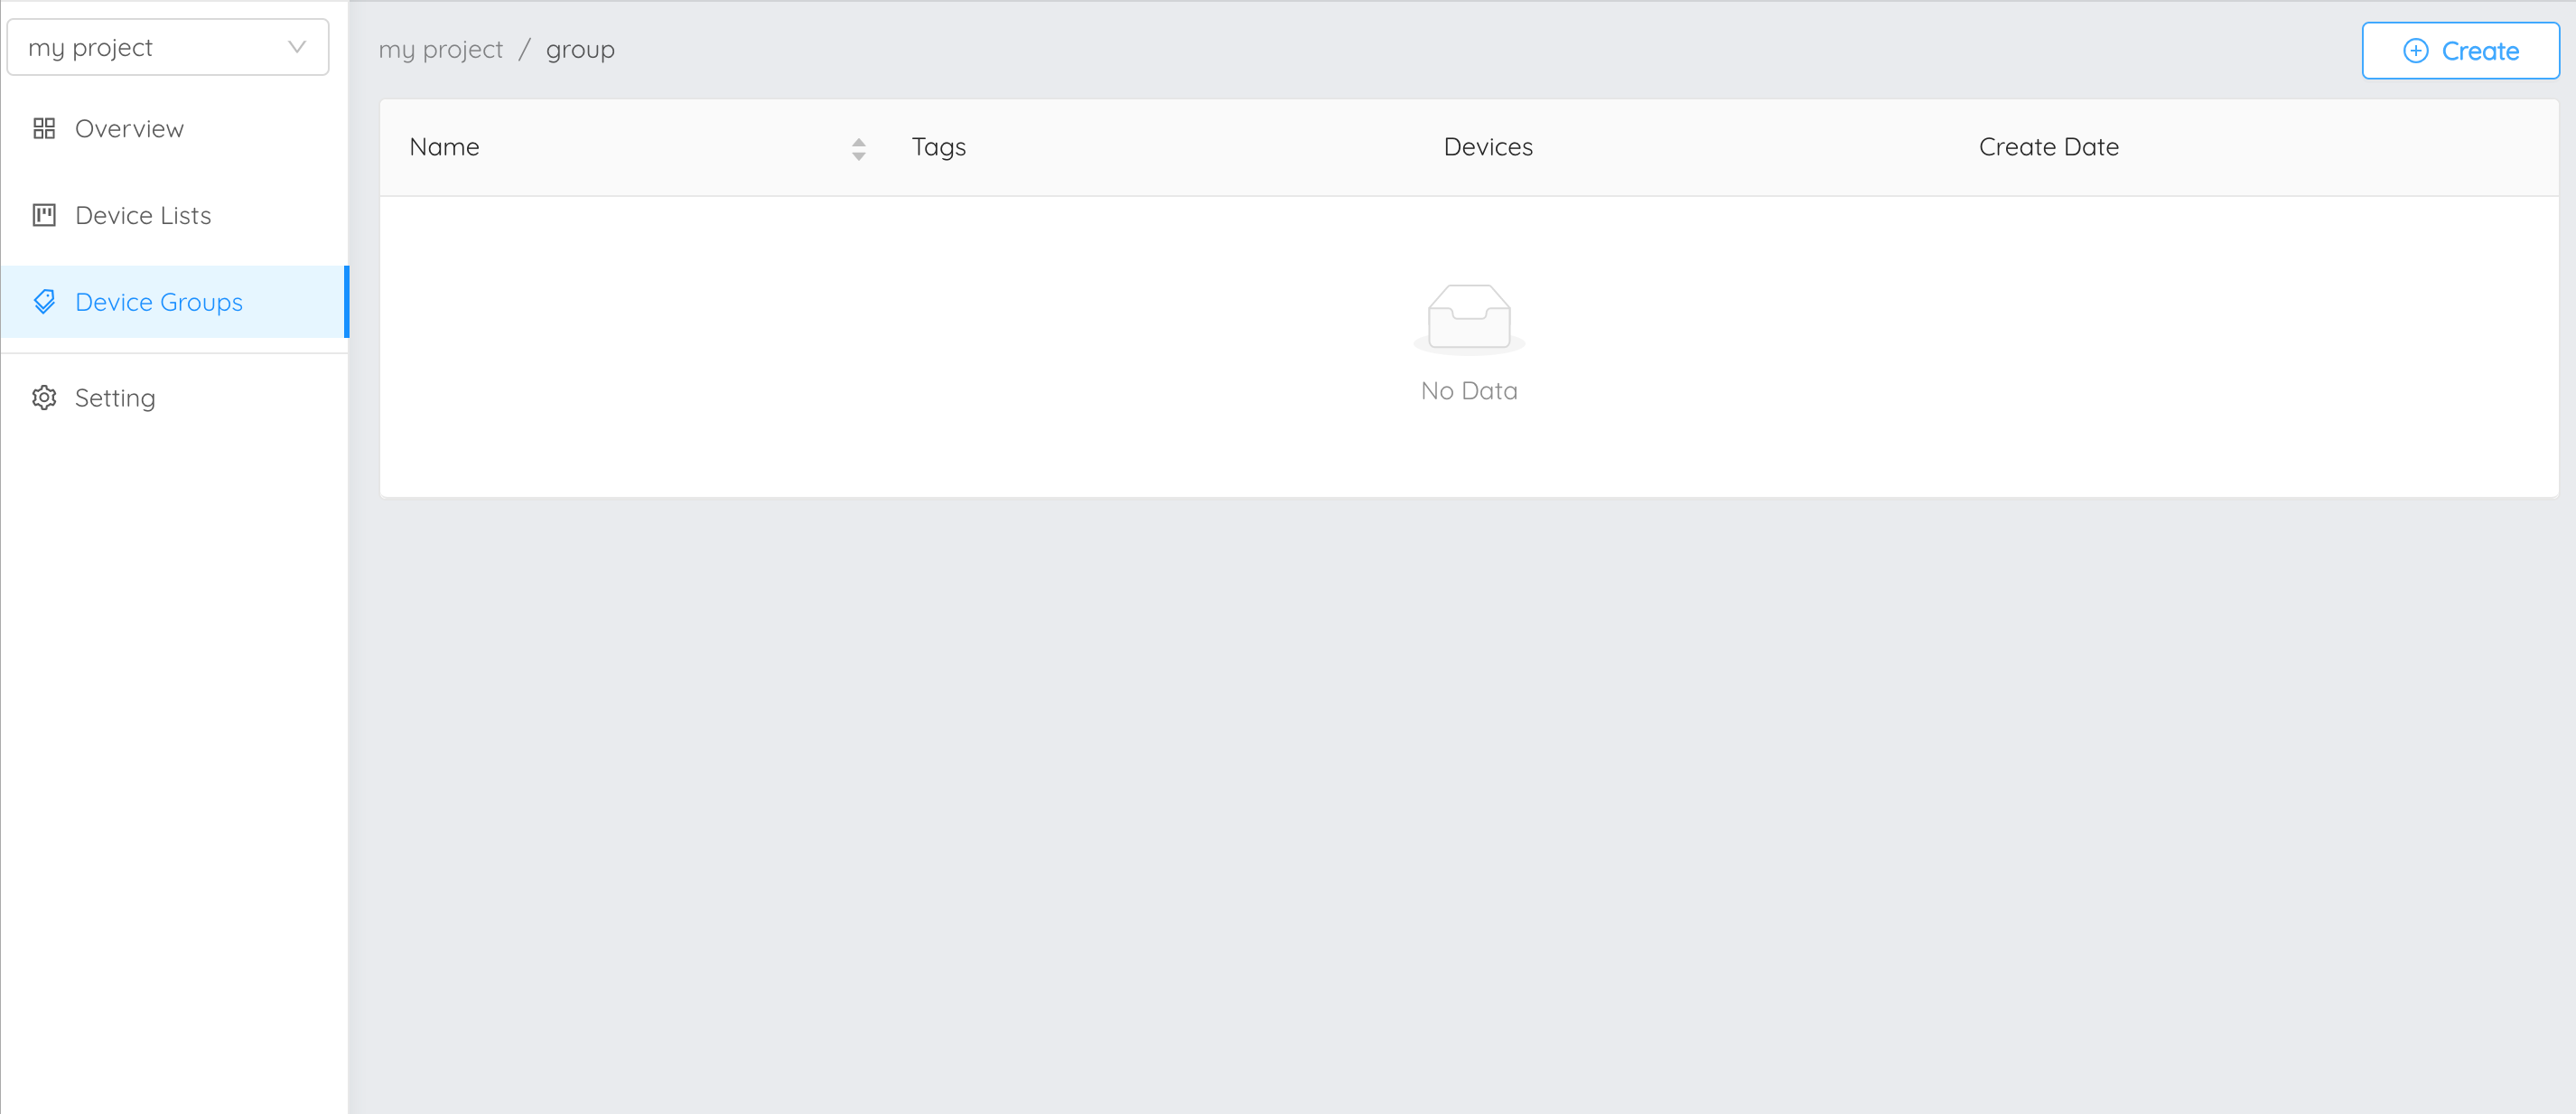 my project
Overview
Device Lists
Device Groups
Setting
my project / group
Create
Name Tags Devices Create Date
No Data